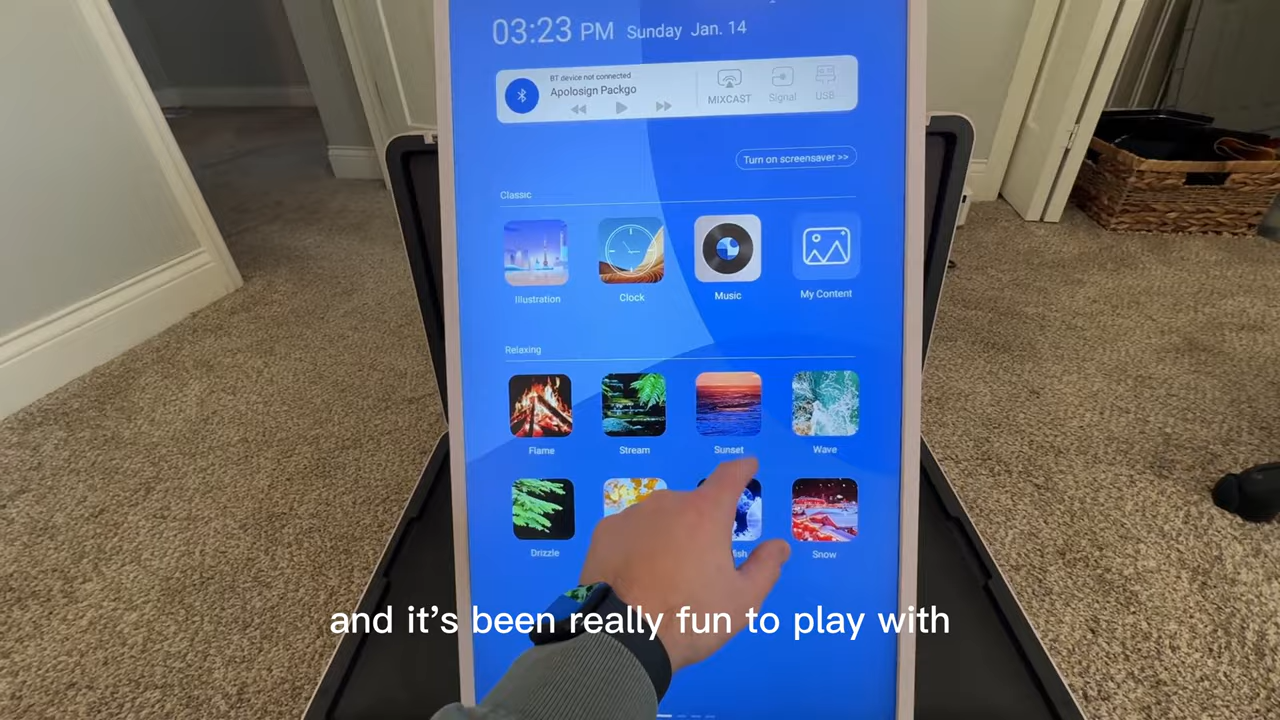 03:23 PM Sunday Jan. 14
BT device not connected
Apolosign Packgo
MIXCAST Signal USB
Turn on screensaver >>
Classic
Illustration Clock Music My Content
Relaxing
Flame Stream Sunset Wave
Drizzle Snow
and it's been really fun to play with